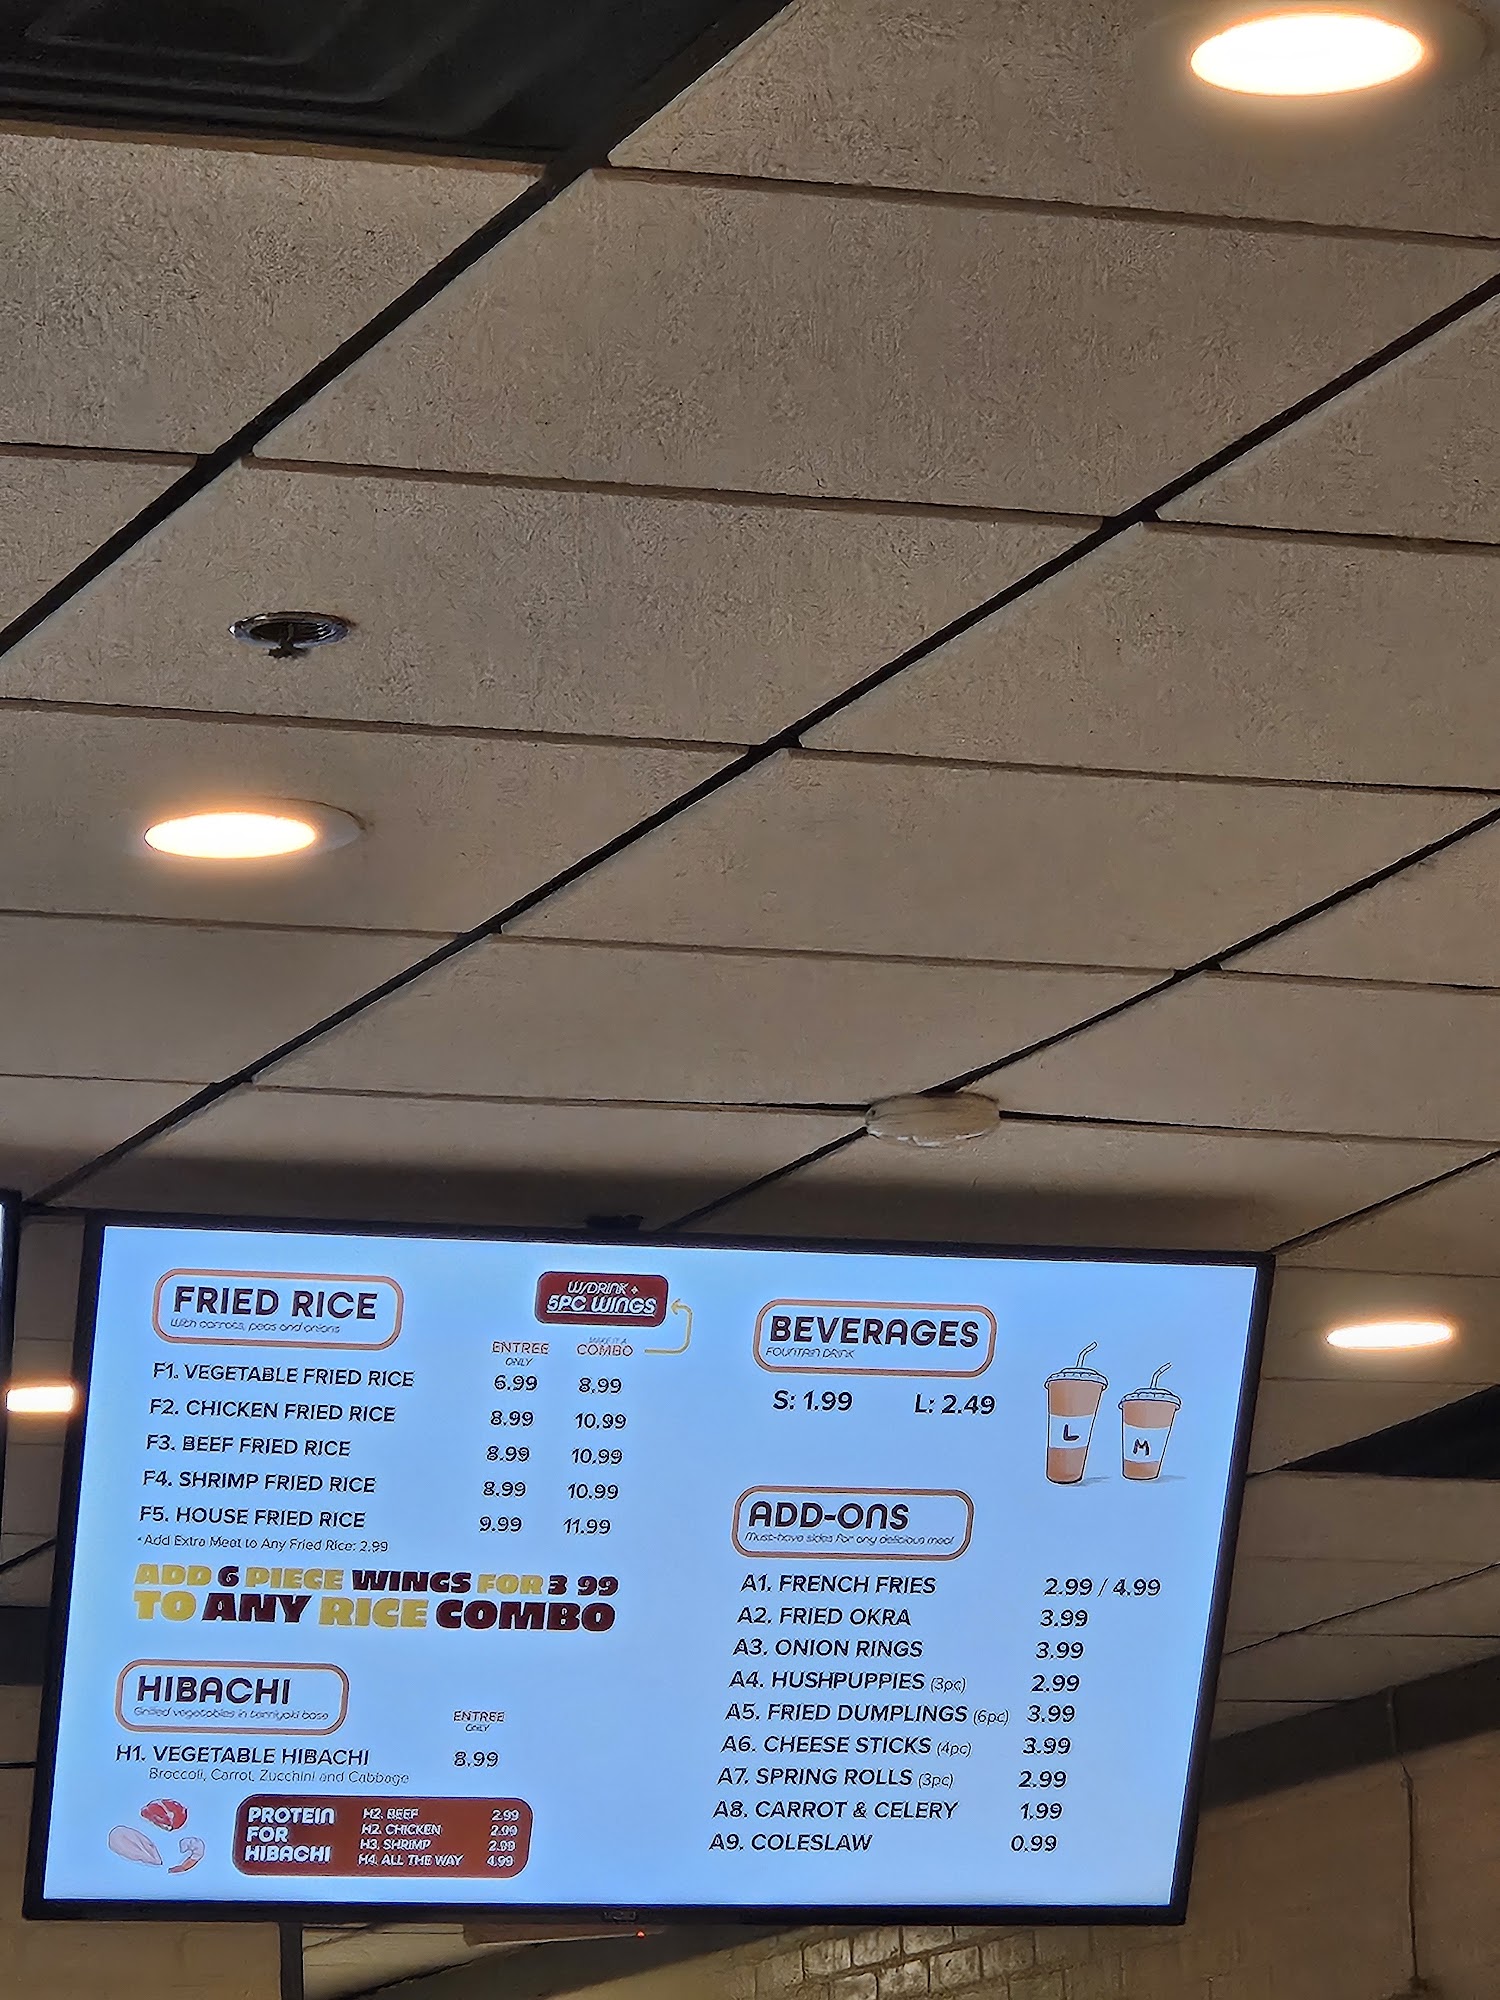 FRIED RICE
With carrots, peas and onions
W/DRINK +
5PC WINGS
ENTREE
ONLY
MAKE IT A
COMBO
F1. VEGETABLE FRIED RICE 6.99 8.99
F2. CHICKEN FRIED RICE 8.99 10.99
F3. BEEF FRIED RICE 8.99 10.99
F4. SHRIMP FRIED RICE 8.99 10.99
F5. HOUSE FRIED RICE 9.99 11.99
*Add Extra Meat to Any Fried Rice: 2.99
ADD 6 PIECE WINGS FOR 3 99
TO ANY RICE COMBO
HIBACHI
Grilled vegetables in terriyaki base
ENTREE
ONLY
H1. VEGETABLE HIBACHI 8.99
Broccoli, Carrot, Zucchini and Cabbage
PROTEIN
FOR
HIBACHI
H2. BEEF 2.99
H2. CHICKEN 2.99
H3. SHRIMP 2.99
H4. ALL THE WAY 4.99
BEVERAGES
FOUNTAIN DRINK
S: 1.99 L: 2.49
L
M
ADD-ONS
Must-have sides for any delicious meal
A1. FRENCH FRIES 2.99 / 4.99
A2. FRIED OKRA 3.99
A3. ONION RINGS 3.99
A4. HUSHPUPPIES (3pc) 2.99
A5. FRIED DUMPLINGS (6pc) 3.99
A6. CHEESE STICKS (4pc) 3.99
A7. SPRING ROLLS (3pc) 2.99
A8. CARROT & CELERY 1.99
A9. COLESLAW 0.99